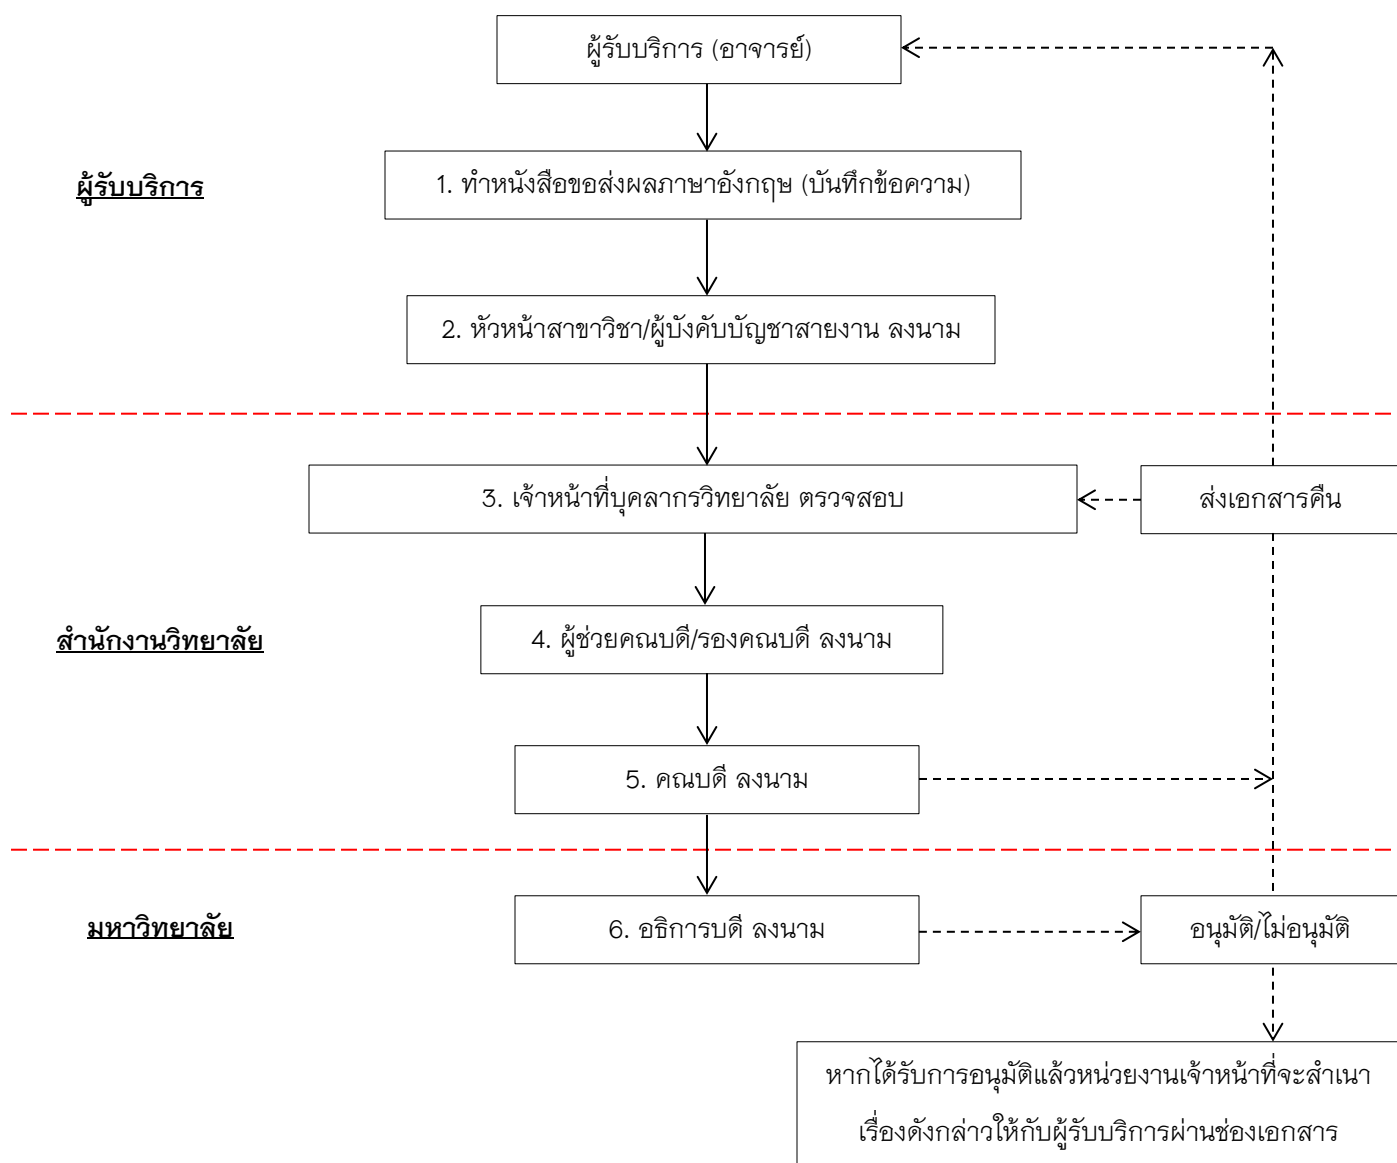 ผู้รับบริการ (อาจารย์)
ผู้รับบริการ
1. ทำหนังสือขอส่งผลภาษาอังกฤษ (บันทึกข้อความ)
2. หัวหน้าสาขาวิชา/ผู้บังคับบัญชาสายงาน ลงนาม
3. เจ้าหน้าที่บุคลากรวิทยาลัย ตรวจสอบ
ส่งเอกสารคืน
สำนักงานวิทยาลัย
4. ผู้ช่วยคณบดี/รองคณบดี ลงนาม
5. คณบดี ลงนาม
มหาวิทยาลัย
6. อธิการบดี ลงนาม
อนุมัติ/ไม่อนุมัติ
หากได้รับการอนุมัติแล้วหน่วยงานเจ้าหน้าที่จะสำเนา
เรื่องดังกล่าวให้กับผู้รับบริการผ่านช่องเอกสาร